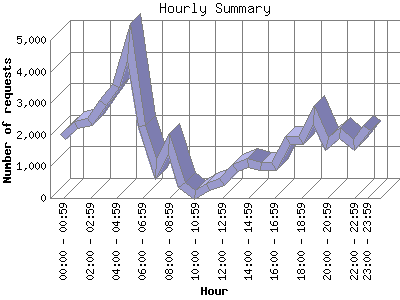 Hourly Summary
Number of requests
5,000
4,000
3,000
2,000
1,000
0
00:00 - 00:59
02:00 - 02:59
04:00 - 04:59
06:00 - 06:59
08:00 - 08:59
10:00 - 10:59
12:00 - 12:59
14:00 - 14:59
16:00 - 16:59
18:00 - 18:59
20:00 - 20:59
22:00 - 22:59
23:00 - 23:59
Hour